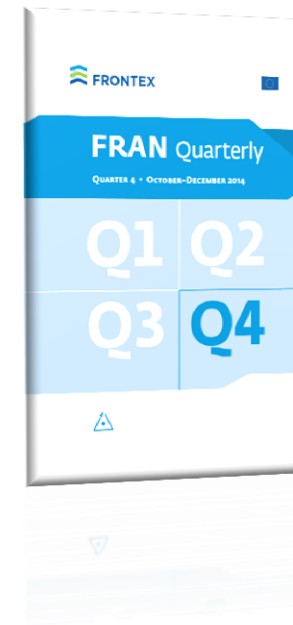 FRONTEX
FRAN Quarterly
Quarter 4 • October–December 2014
Q1 Q2
Q3 Q4